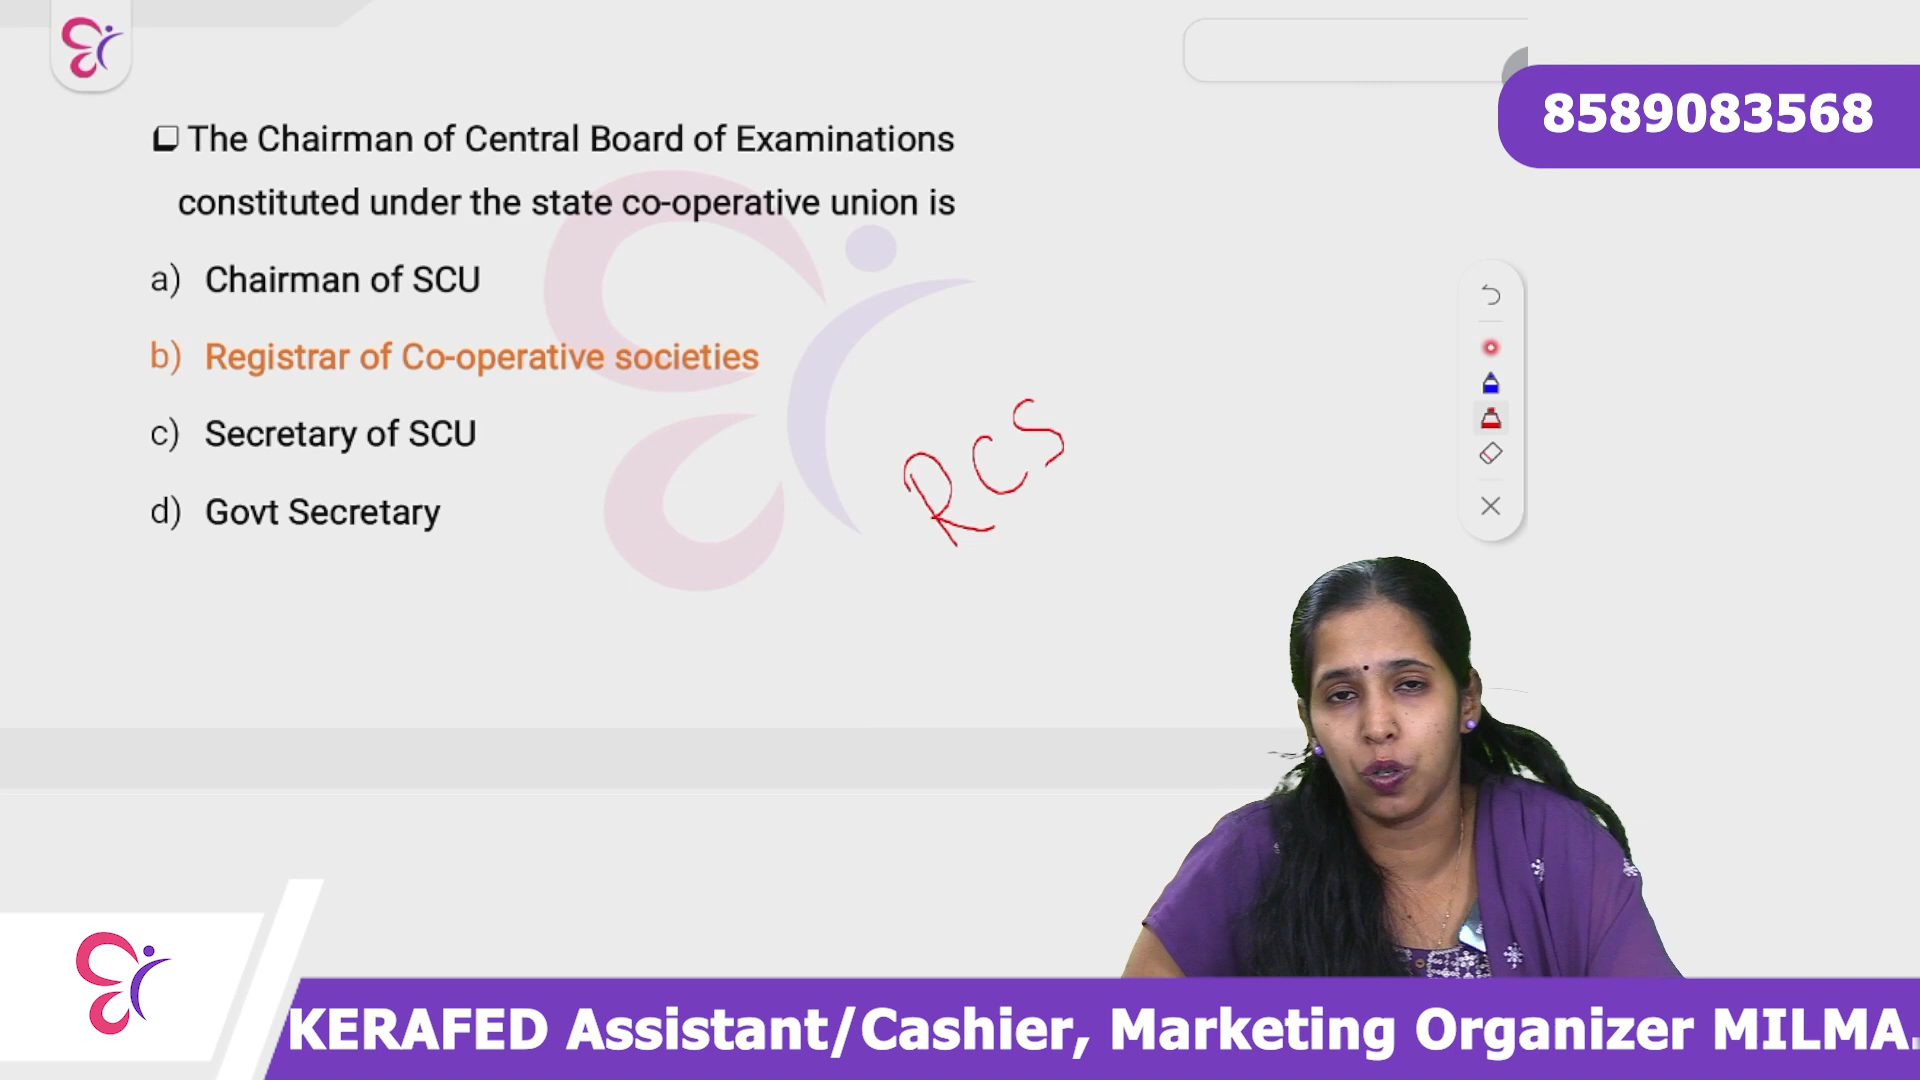 8589083568
❑ The Chairman of Central Board of Examinations
constituted under the state co-operative union is
a) Chairman of SCU
b) Registrar of Co-operative societies
c) Secretary of SCU
d) Govt Secretary
RCS
KERAFED Assistant/Cashier, Marketing Organizer MILMA.